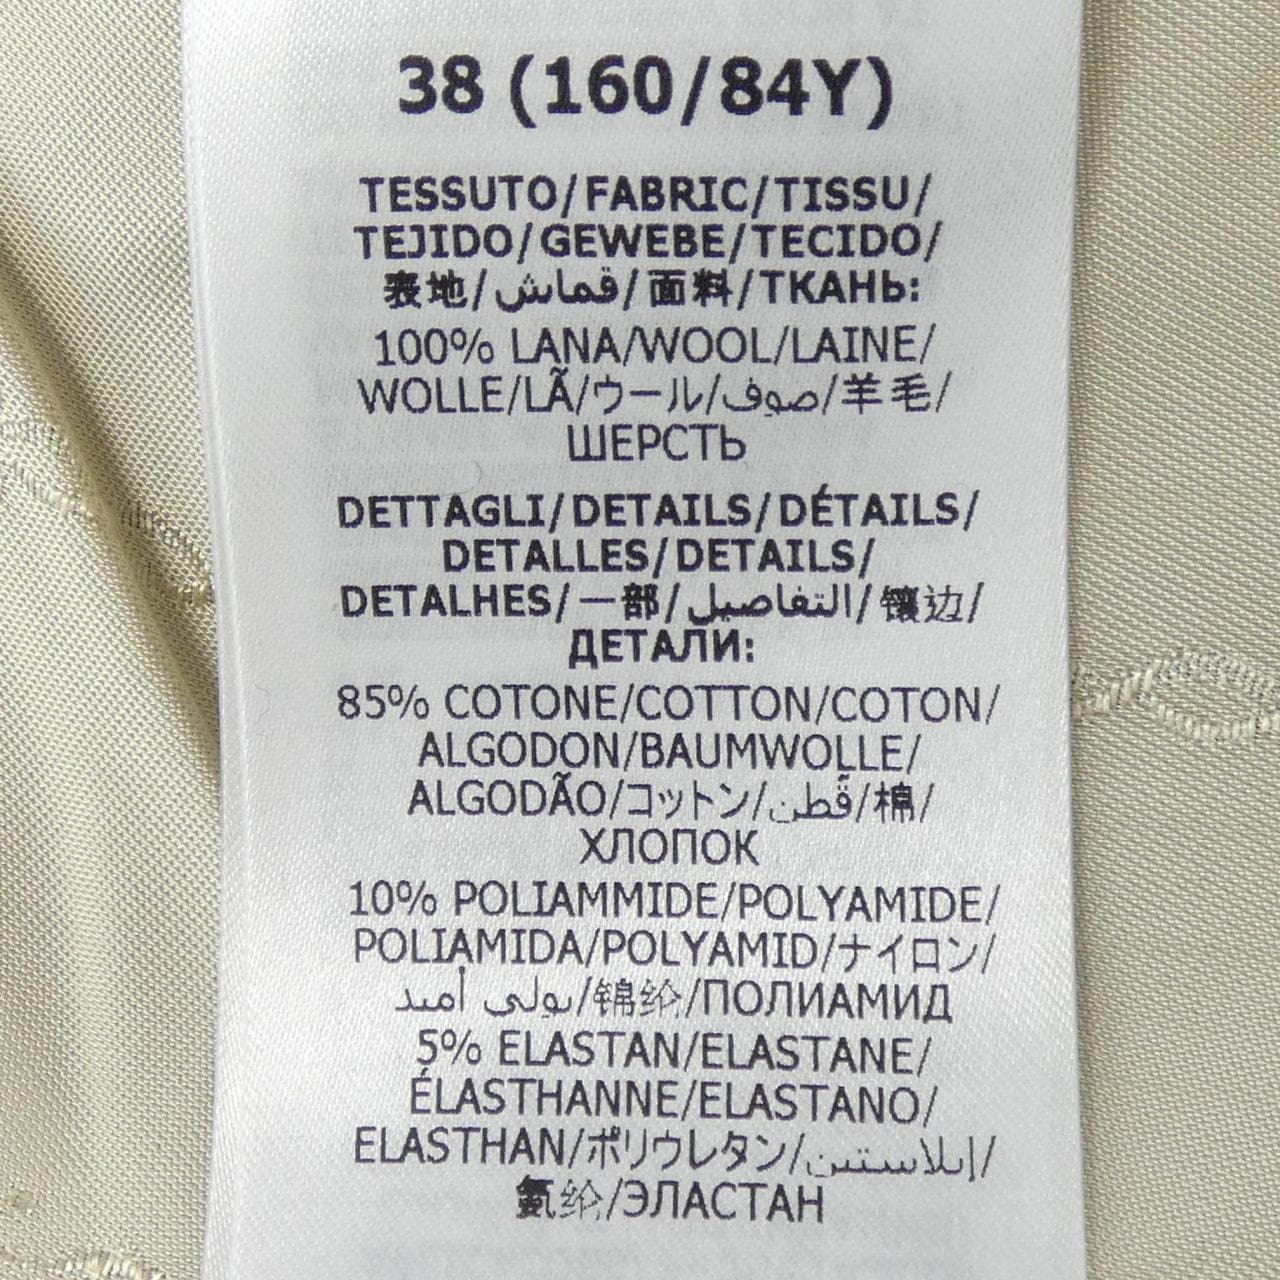 38 (160/84Y)
TESSUTO/FABRIC/TISSU/
TEJIDO/GEWEBE/TECIDO/
表地/قماش/面料/ТКАНЬ:
100% LANA/WOOL/LAINE/
WOLLE/LÃ/ウール/صوف/羊毛/
ШЕРСТЬ
DETTAGLI/DETAILS/DÉTAILS/
DETALLES/DETAILS/
DETALHES/一部/التفاصيل/镶边/
ДЕТАЛИ:
85% COTONE/COTTON/COTON/
ALGODON/BAUMWOLLE/
ALGODÃO/コットン/قطن/棉/
ХЛОПОК
10% POLIAMMIDE/POLYAMIDE/
POLIAMIDA/POLYAMID/ナイロン/
بولي أميد/锦纶/ПОЛИАМИД
5% ELASTAN/ELASTANE/
ÉLASTHANNE/ELASTANO/
ELASTHAN/ポリウレタン/إيلاستين/
氨纶/ЭЛАСТАН